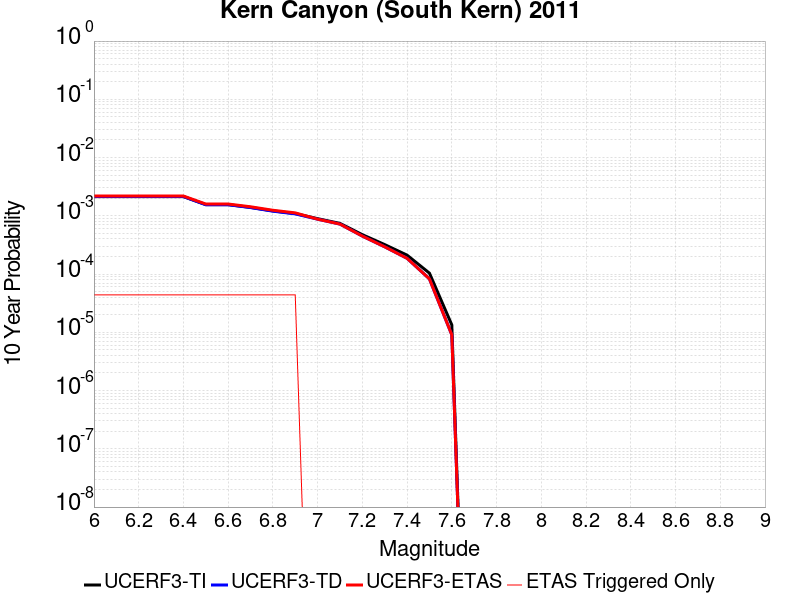 Kern Canyon (South Kern) 2011
10^0
10^-1
10^-2
10^-3
10^-4
10^-5
10^-6
10^-7
10^-8
10 Year Probability
6 6.2 6.4 6.6 6.8 7 7.2 7.4 7.6 7.8 8 8.2 8.4 8.6 8.8 9
Magnitude
UCERF3-TI UCERF3-TD UCERF3-ETAS ETAS Triggered Only